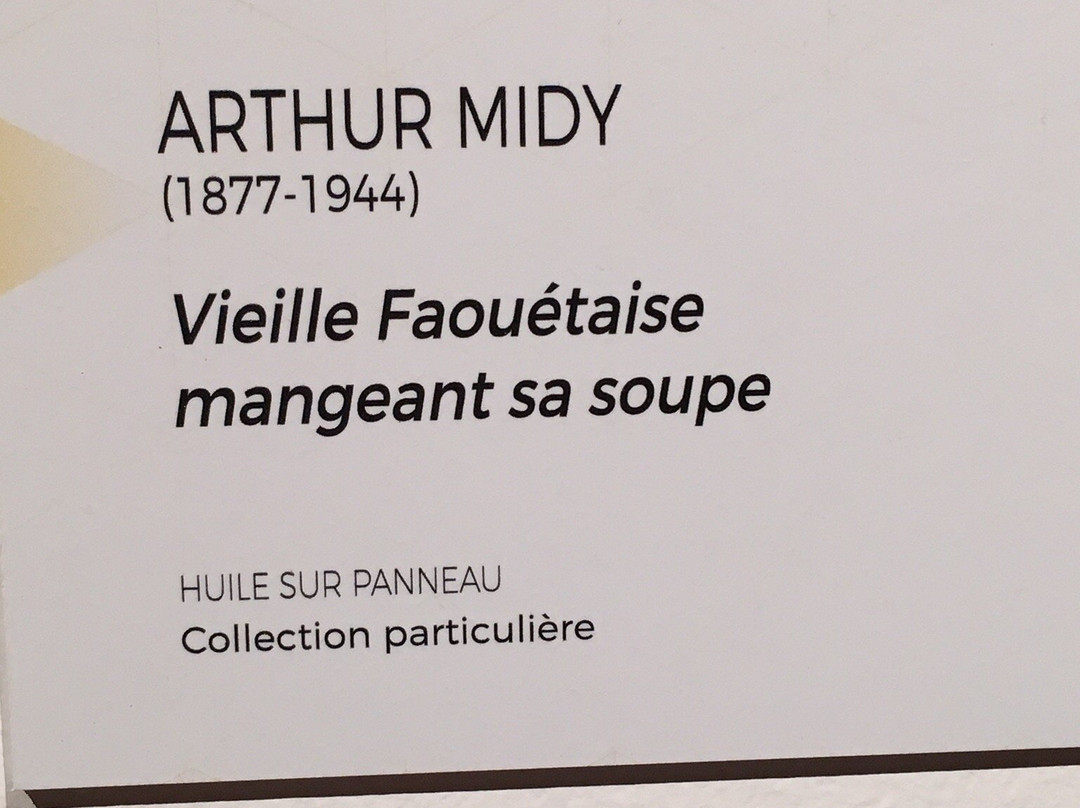 ARTHUR MIDY
(1877-1944)
Vieille Faouétaise
mangeant sa soupe
HUILE SUR PANNEAU
Collection particulière